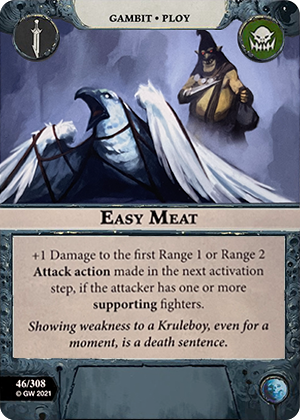 GAMBIT • PLOY
EASY MEAT
+1 Damage to the first Range 1 or Range 2
Attack action made in the next activation
step, if the attacker has one or more
supporting fighters.
Showing weakness to a Kruleboy, even for a
moment, is a death sentence.
46/308
© GW 2021